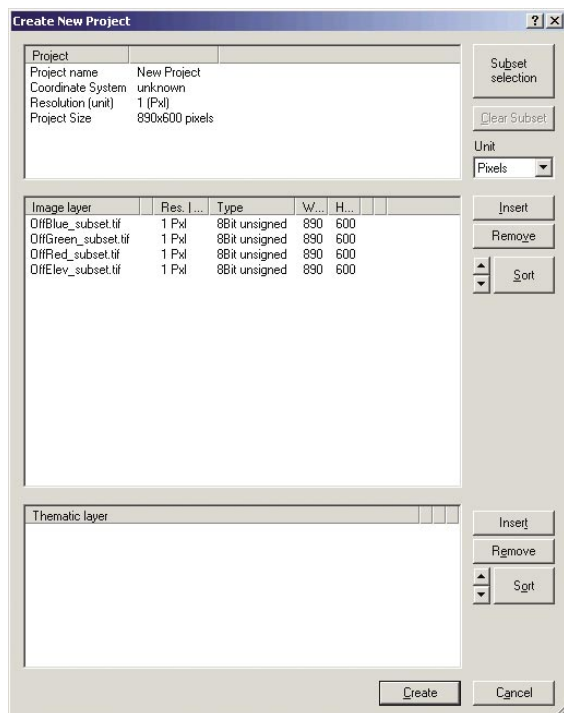 Create New Project
Project
Project name New Project
Coordinate System unknown
Resolution (unit) 1 (Pxl)
Project Size 890x600 pixels
Subset selection
Clear Subset
Unit
Pixels
Image layer Res. | ... Type W... H...
OffBlue_subset.tif 1 Pxl 8Bit unsigned 890 600
OffGreen_subset.tif 1 Pxl 8Bit unsigned 890 600
OffRed_subset.tif 1 Pxl 8Bit unsigned 890 600
OffElev_subset.tif 1 Pxl 8Bit unsigned 890 600
Insert
Remove
Sort
Thematic layer
Insert
Remove
Sort
Create Cancel